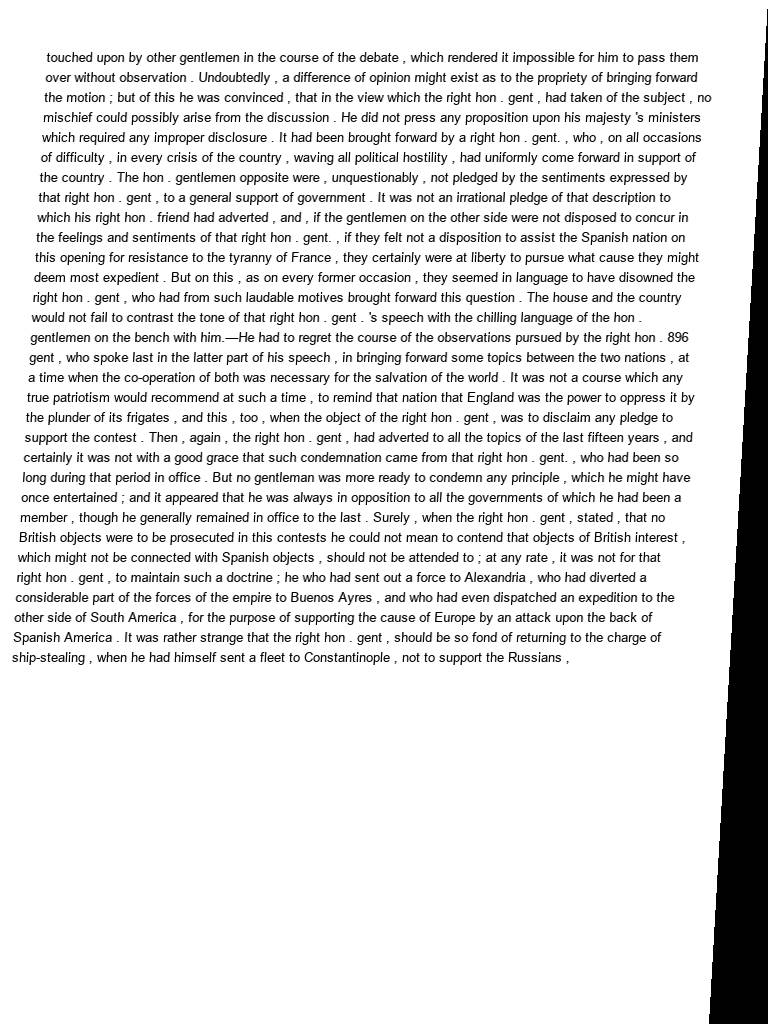 touched upon by other gentlemen in the course of the debate , which rendered it impossible for him to pass them
over without observation . Undoubtedly , a difference of opinion might exist as to the propriety of bringing forward
the motion ; but of this he was convinced , that in the view which the right hon . gent , had taken of the subject , no
mischief could possibly arise from the discussion . He did not press any proposition upon his majesty 's ministers
which required any improper disclosure . It had been brought forward by a right hon . gent. , who , on all occasions
of difficulty , in every crisis of the country , waving all political hostility , had uniformly come forward in support of
the country . The hon . gentlemen opposite were , unquestionably , not pledged by the sentiments expressed by
that right hon . gent , to a general support of government . It was not an irrational pledge of that description to
which his right hon . friend had adverted , and , if the gentlemen on the other side were not disposed to concur in
the feelings and sentiments of that right hon . gent. , if they felt not a disposition to assist the Spanish nation on
this opening for resistance to the tyranny of France , they certainly were at liberty to pursue what cause they might
deem most expedient . But on this , as on every former occasion , they seemed in language to have disowned the
right hon . gent , who had from such laudable motives brought forward this question . The house and the country
would not fail to contrast the tone of that right hon . gent . 's speech with the chilling language of the hon .
gentlemen on the bench with him.—He had to regret the course of the observations pursued by the right hon . 896
gent , who spoke last in the latter part of his speech , in bringing forward some topics between the two nations , at
a time when the co-operation of both was necessary for the salvation of the world . It was not a course which any
true patriotism would recommend at such a time , to remind that nation that England was the power to oppress it by
the plunder of its frigates , and this , too , when the object of the right hon . gent , was to disclaim any pledge to
support the contest . Then , again , the right hon . gent , had adverted to all the topics of the last fifteen years , and
certainly it was not with a good grace that such condemnation came from that right hon . gent. , who had been so
long during that period in office . But no gentleman was more ready to condemn any principle , which he might have
once entertained ; and it appeared that he was always in opposition to all the governments of which he had been a
member , though he generally remained in office to the last . Surely , when the right hon . gent , stated , that no
British objects were to be prosecuted in this contests he could not mean to contend that objects of British interest ,
which might not be connected with Spanish objects , should not be attended to ; at any rate , it was not for that
right hon . gent , to maintain such a doctrine ; he who had sent out a force to Alexandria , who had diverted a
considerable part of the forces of the empire to Buenos Ayres , and who had even dispatched an expedition to the
other side of South America , for the purpose of supporting the cause of Europe by an attack upon the back of
Spanish America . It was rather strange that the right hon . gent , should be so fond of returning to the charge of
ship-stealing , when he had himself sent a fleet to Constantinople , not to support the Russians ,